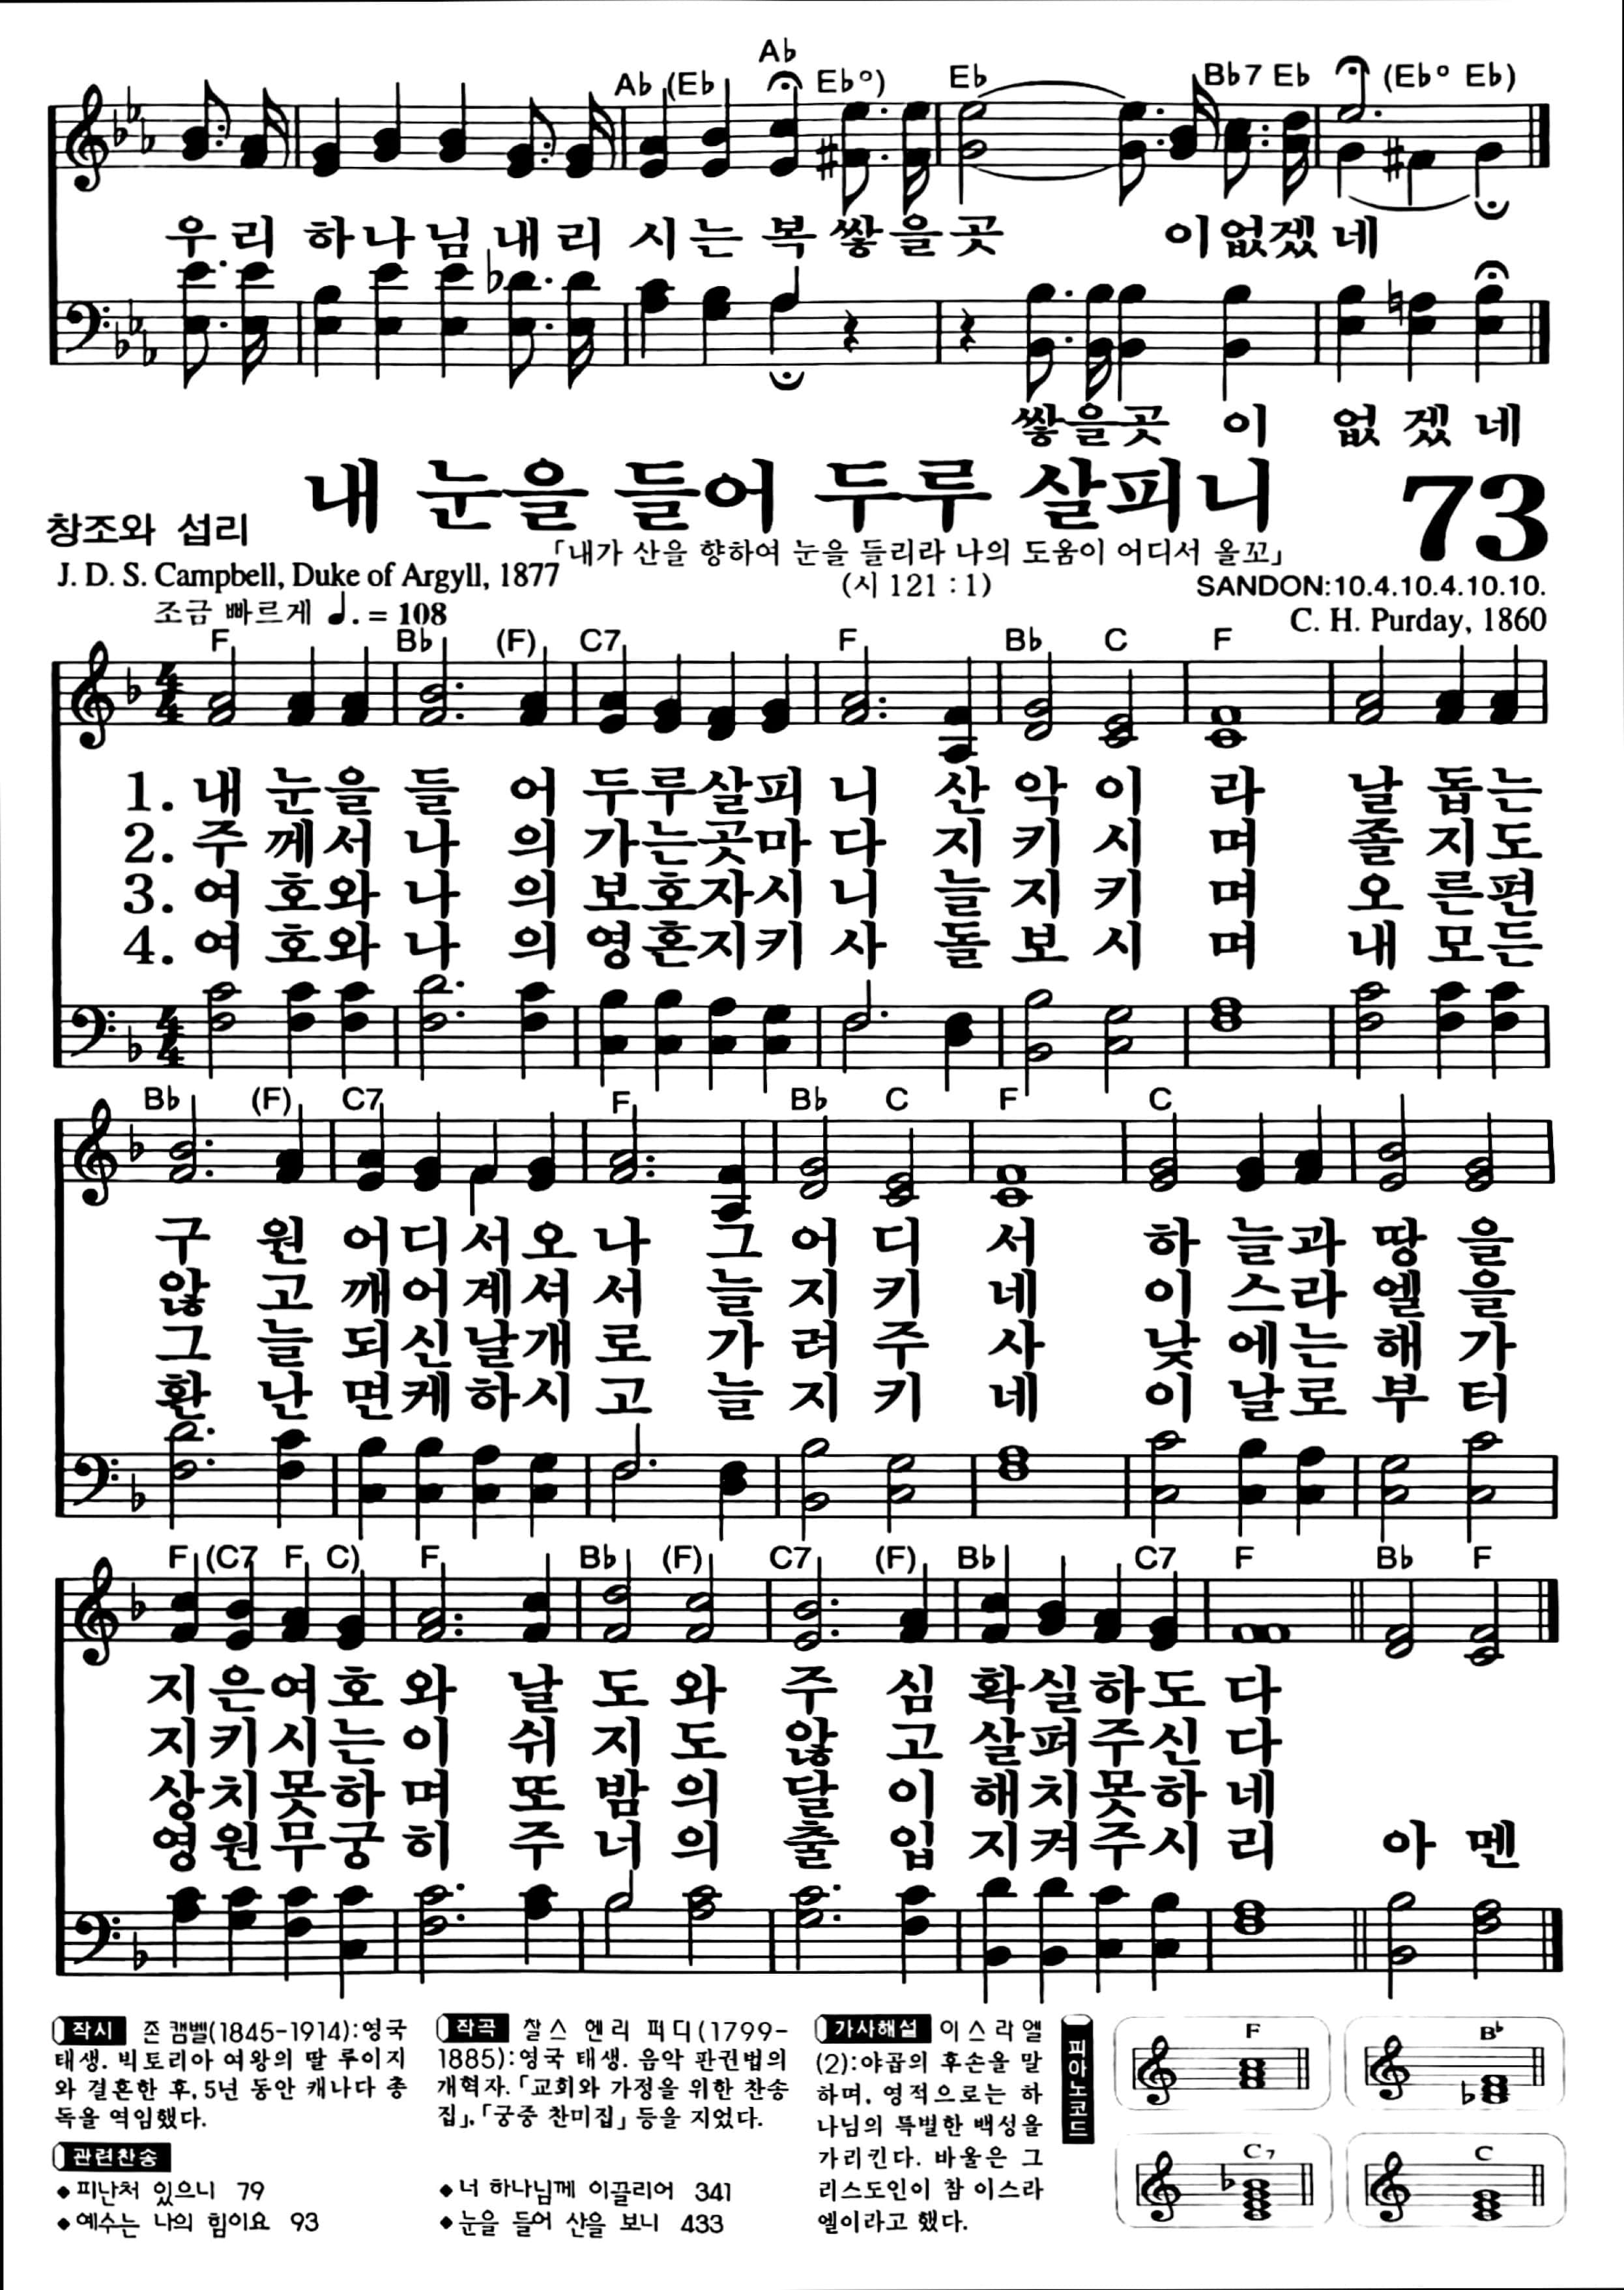 Ab (Eb Ab Ebo) Eb Bb7 Eb (Ebo Eb)
우 리 하 나 님 내 리 시 는 복 쌓 을 곳 이 없 겠 네
쌓 을 곳 이 없 겠 네
내 눈을 들어 두루 살피니 73
창조와 섭리
「내가 산을 향하여 눈을 들리라 나의 도움이 어디서 올꼬」
(시 121 : 1)
J. D. S. Campbell, Duke of Argyll, 1877
SANDON:10.4.10.4.10.10.
조금 빠르게 ♩. = 108
C. H. Purday, 1860
F Bb (F) C7 F Bb C F
4/4
1. 내 눈 을 들 어 두 루 살 피 니 산 악 이 라 날 돕 는
2. 주 께 서 나 의 가 는 곳 마 다 지 키 시 며 졸 지 도
3. 여 호 와 나 의 보 호 자 시 니 늘 지 키 며 오 른 편
4. 여 호 와 나 의 영 혼 지 키 사 돌 보 시 며 내 모 든
4/4
Bb (F) C7 F Bb C F C
구 원 어 디 서 오 나 그 어 디 서 하 늘 과 땅 을
않 고 깨 어 계 셔 서 늘 지 키 네 이 스 라 엘 을
그 늘 되 신 날 개 로 가 려 주 사 낮 에 는 해 가
환 난 면 케 하 시 고 늘 지 키 네 이 날 로 부 터
F (C7 F C) F Bb (F) C7 (F) Bb C7 F Bb F
지 은 여 호 와 날 도 와 주 심 확 실 하 도 다
지 키 시 는 이 쉬 지 도 않 고 살 펴 주 신 다
상 치 못 하 며 또 밤 의 달 이 해 치 못 하 네
영 원 무 궁 히 주 너 의 출 입 지 켜 주 시 리 아 멘
작시 존 캠벨(1845-1914):영국
태생. 빅토리아 여왕의 딸 루이지
와 결혼한 후, 5년 동안 캐나다 총
독을 역임했다.
작곡 찰스 헨리 퍼디(1799-
1885):영국 태생. 음악 판권법의
개혁자.「교회와 가정을 위한 찬송
집」,「궁중 찬미집」 등을 지었다.
가사해설 이스라엘
(2):야곱의 후손을 말
하며, 영적으로는 하
나님의 특별한 백성을
가리킨다. 바울은 그
리스도인이 참 이스라
엘이라고 했다.
관련찬송
◆피난처 있으니 79
◆예수는 나의 힘이요 93
◆너 하나님께 이끌리어 341
◆눈을 들어 산을 보니 433
피아노코드
F Bb
C7 C